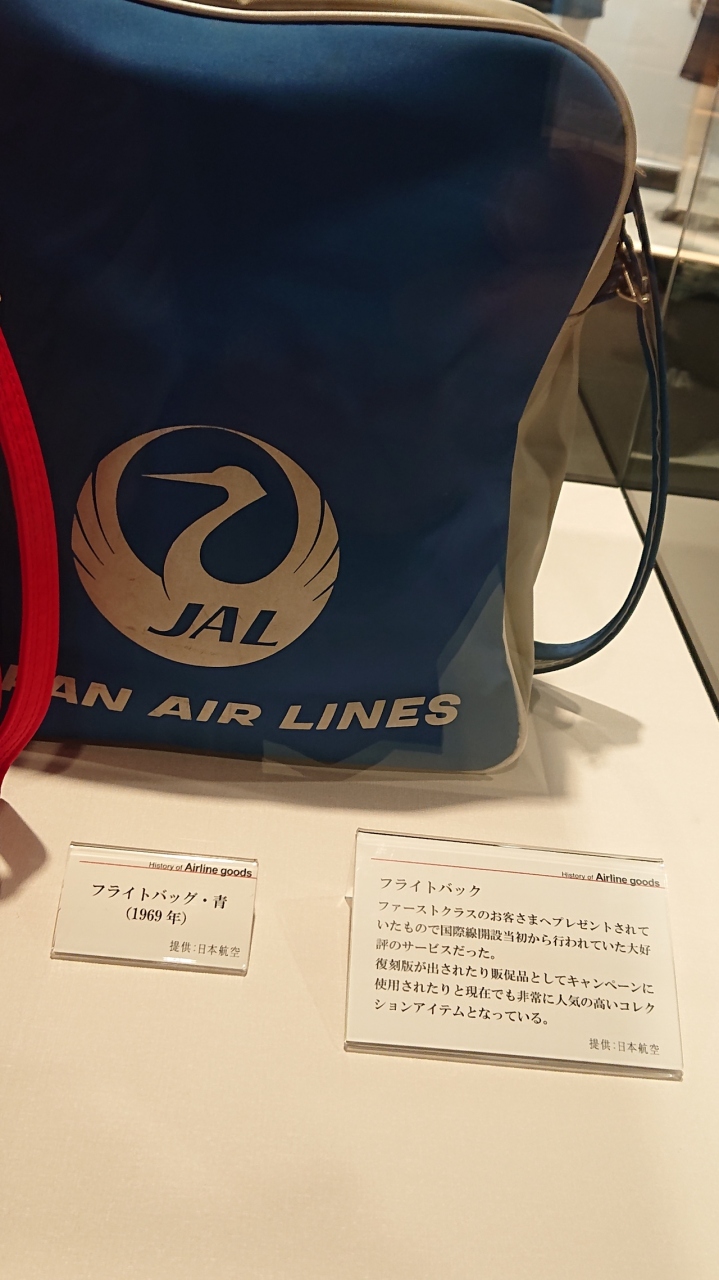 JAL
PAN AIR LINES
History of Airline goods
フライトバッグ・青
(1969年)
提供:日本航空
History of Airline goods
フライトバック
ファーストクラスのお客さまへプレゼントされて
いたもので国際線開設当初から行われていた大好
評のサービスだった。
復刻版が出されたり販促品としてキャンペーンに
使用されたりと現在でも非常に人気の高いコレク
ションアイテムとなっている。
提供:日本航空